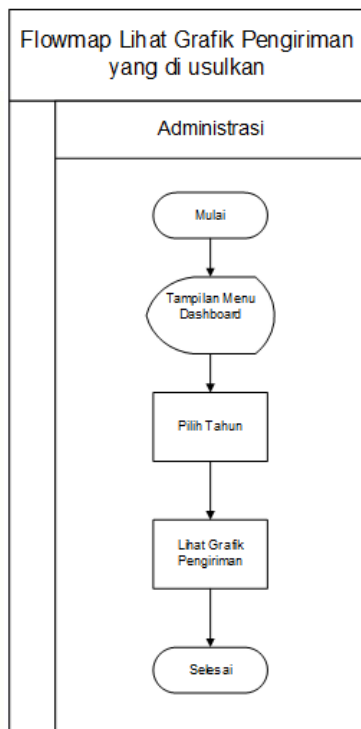 Flowmap Lihat Grafik Pengiriman
yang di usulkan
Administrasi
Mulai
Tampilan Menu
Dashboard
Pilih Tahun
Lihat Grafik
Pengiriman
Selesai